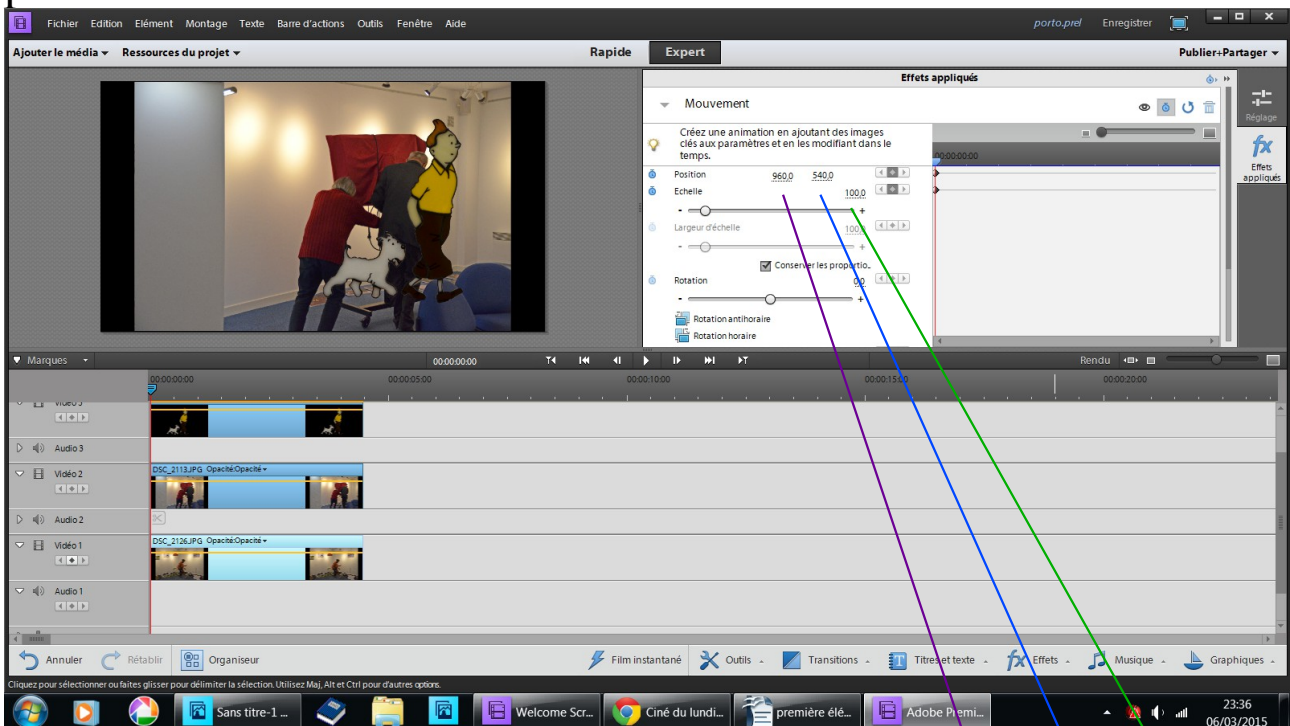 Fichier Edition Elément Montage Texte Barre d'actions Outils Fenêtre Aide porto.prel Enregistrer
Ajouter le média Ressources du projet Rapide Expert Publier+Partager
Effets appliqués
Mouvement
Réglage
Créez une animation en ajoutant des images
clés aux paramètres et en les modifiant dans le
temps.
00:00:00:00
fx
Effets
appliqués
Position 960,0 540,0
Echelle 100,0
- +
Largeur d'échelle 100,0
- +
Conserver les proportio..
Rotation 0,0
- +
Rotation antihoraire
Rotation horaire
Marques 00:00:00:00 Rendu
00:00:00:00 00:00:05:00 00:00:10:00 00:00:15:00 00:00:20:00
Vidéo 3
Audio 3
Vidéo 2 DSC_2113.JPG Opacité:Opacité
Audio 2
Vidéo 1 DSC_2126.JPG Opacité:Opacité
Audio 1
Annuler Rétablir Organiseur Film instantané Outils Transitions T Titres et texte fx Effets Musique Graphiques
Cliquez pour sélectionner ou faites glisser pour délimiter la sélection. Utilisez Maj, Alt et Ctrl pour d'autres options.
Sans titre-1 ... Welcome Scr... Ciné du lundi... première élé... Adobe Premi... 23:36
06/03/2015